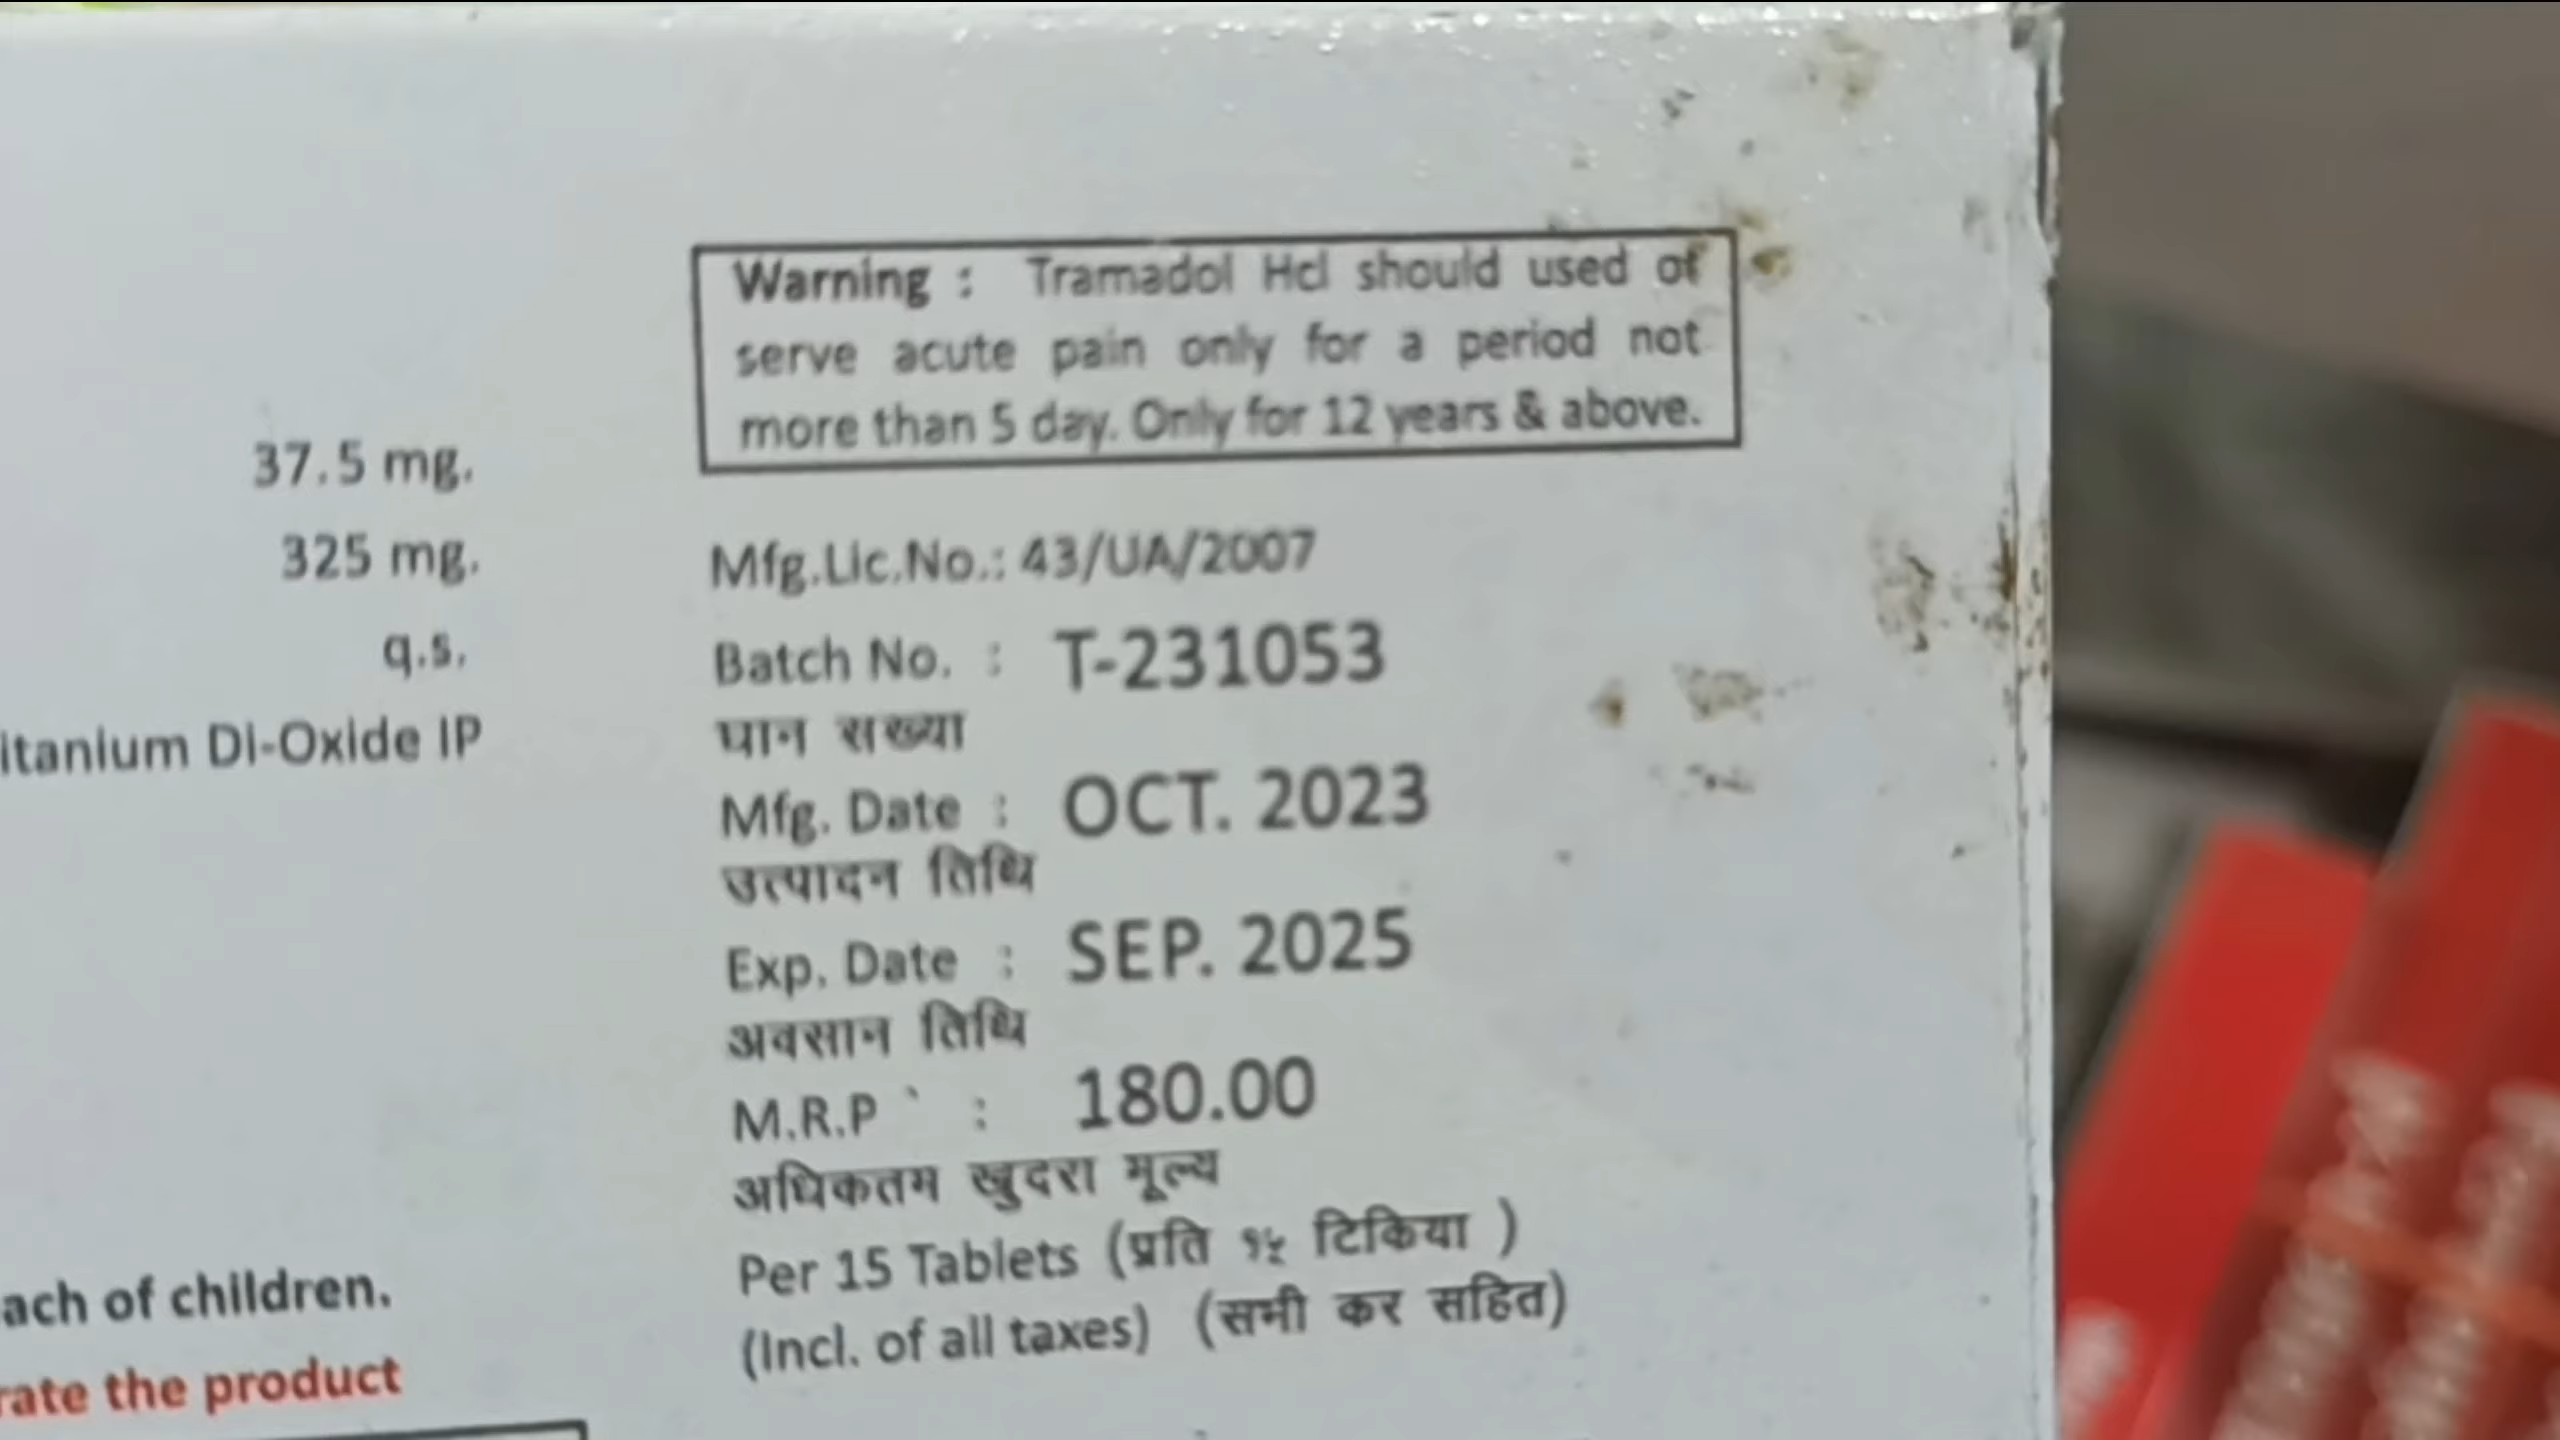 Warning : Tramadol Hcl should used of
serve acute pain only for a period not
more than 5 day. Only for 12 years & above.
37.5 mg.
325 mg.
q.s.
itanium Di-Oxide IP
ach of children.
rate the product
Mfg.Lic.No.: 43/UA/2007
Batch No. : T-231053
घान सख्या
Mfg. Date : OCT. 2023
उत्पादन तिथि
Exp. Date : SEP. 2025
अवसान तिथि
M.R.P ` : 180.00
अधिकतम खुदरा मूल्य
Per 15 Tablets (प्रति १५ टिकिया )
(Incl. of all taxes) (सभी कर सहित)